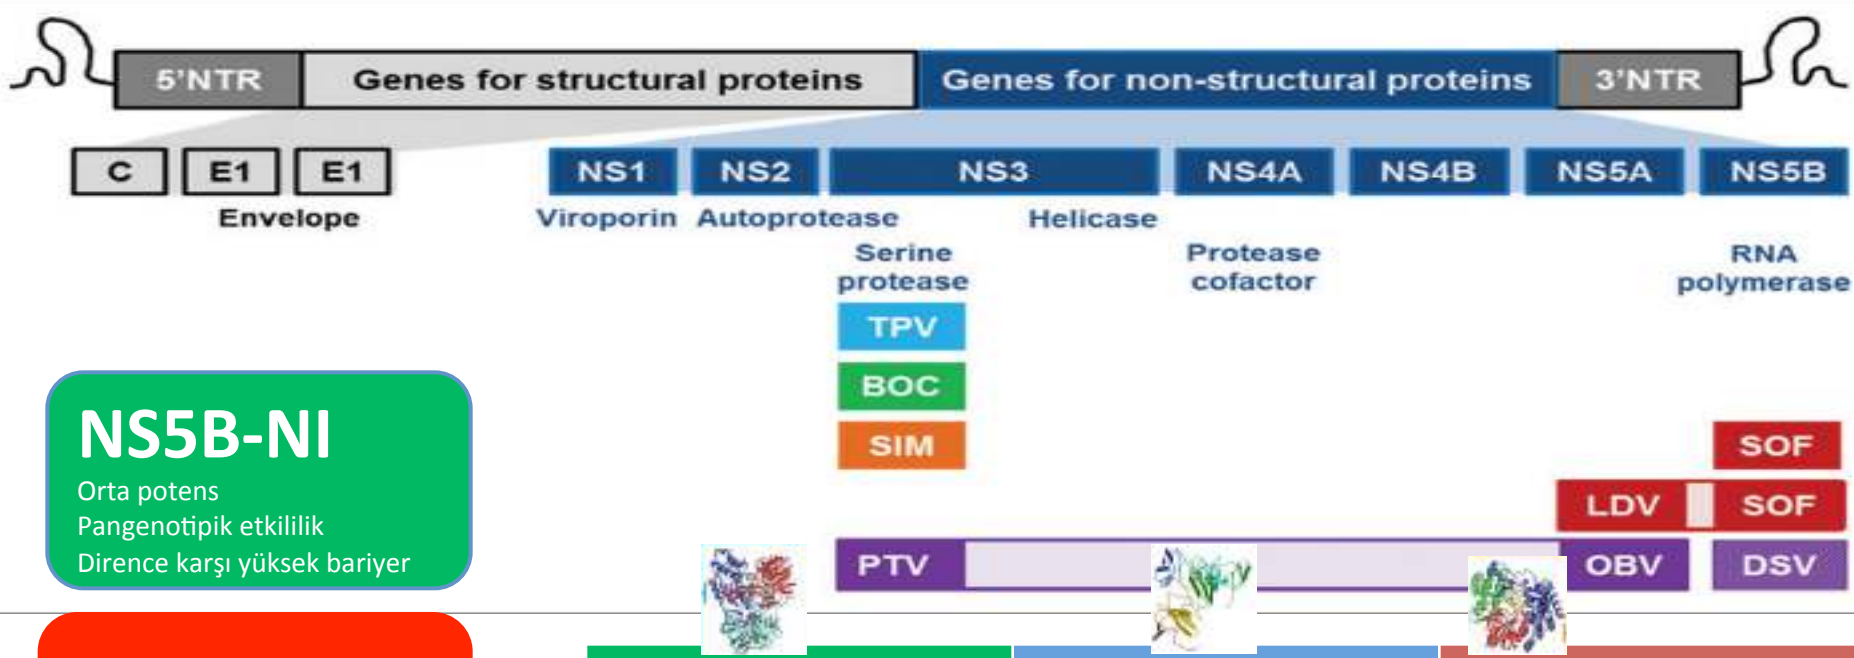 5'NTR Genes for structural proteins Genes for non-structural proteins 3'NTR
C E1 E1 NS1 NS2 NS3 NS4A NS4B NS5A NS5B
Envelope Viroporin Autoprotease Helicase
Serine protease Protease cofactor RNA polymerase
TPV
BOC
SIM SOF
LDV SOF
PTV OBV DSV
NS5B-NI
Orta potens
Pangenotipik etkililik
Dirence karşı yüksek bariyer